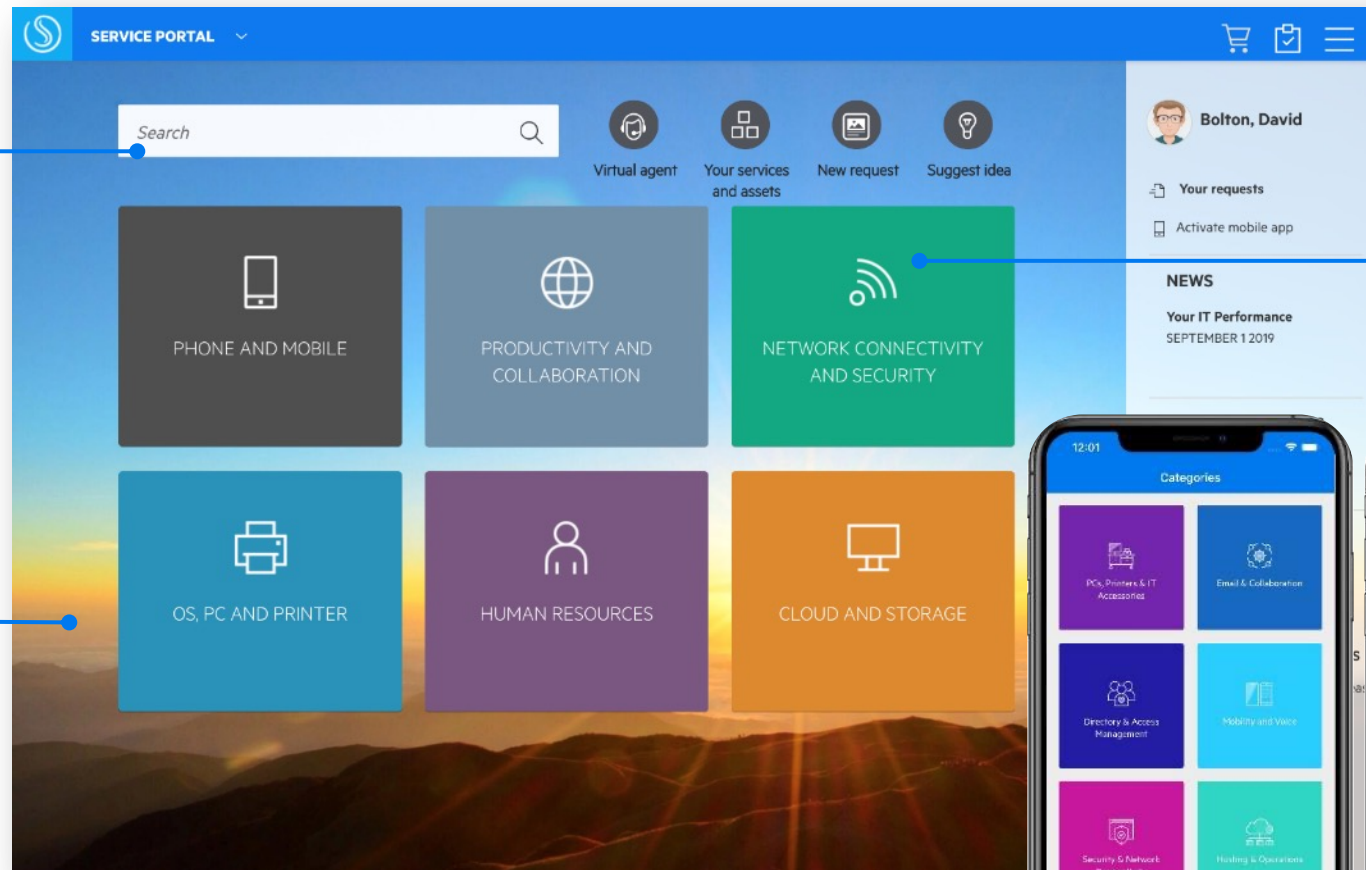 SERVICE PORTAL
Search
Virtual agent
Your services
and assets
New request
Suggest idea
PHONE AND MOBILE
PRODUCTIVITY AND
COLLABORATION
NETWORK CONNECTIVITY
AND SECURITY
OS, PC AND PRINTER
HUMAN RESOURCES
CLOUD AND STORAGE
Bolton, David
Your requests
Activate mobile app
NEWS
Your IT Performance
SEPTEMBER 1 2019
12:01
Categories
PCs, Printers & IT
Accessories
Email & Collaboration
Directory & Access
Management
Mobility and Voice
Security & Network
Hosting & Operations